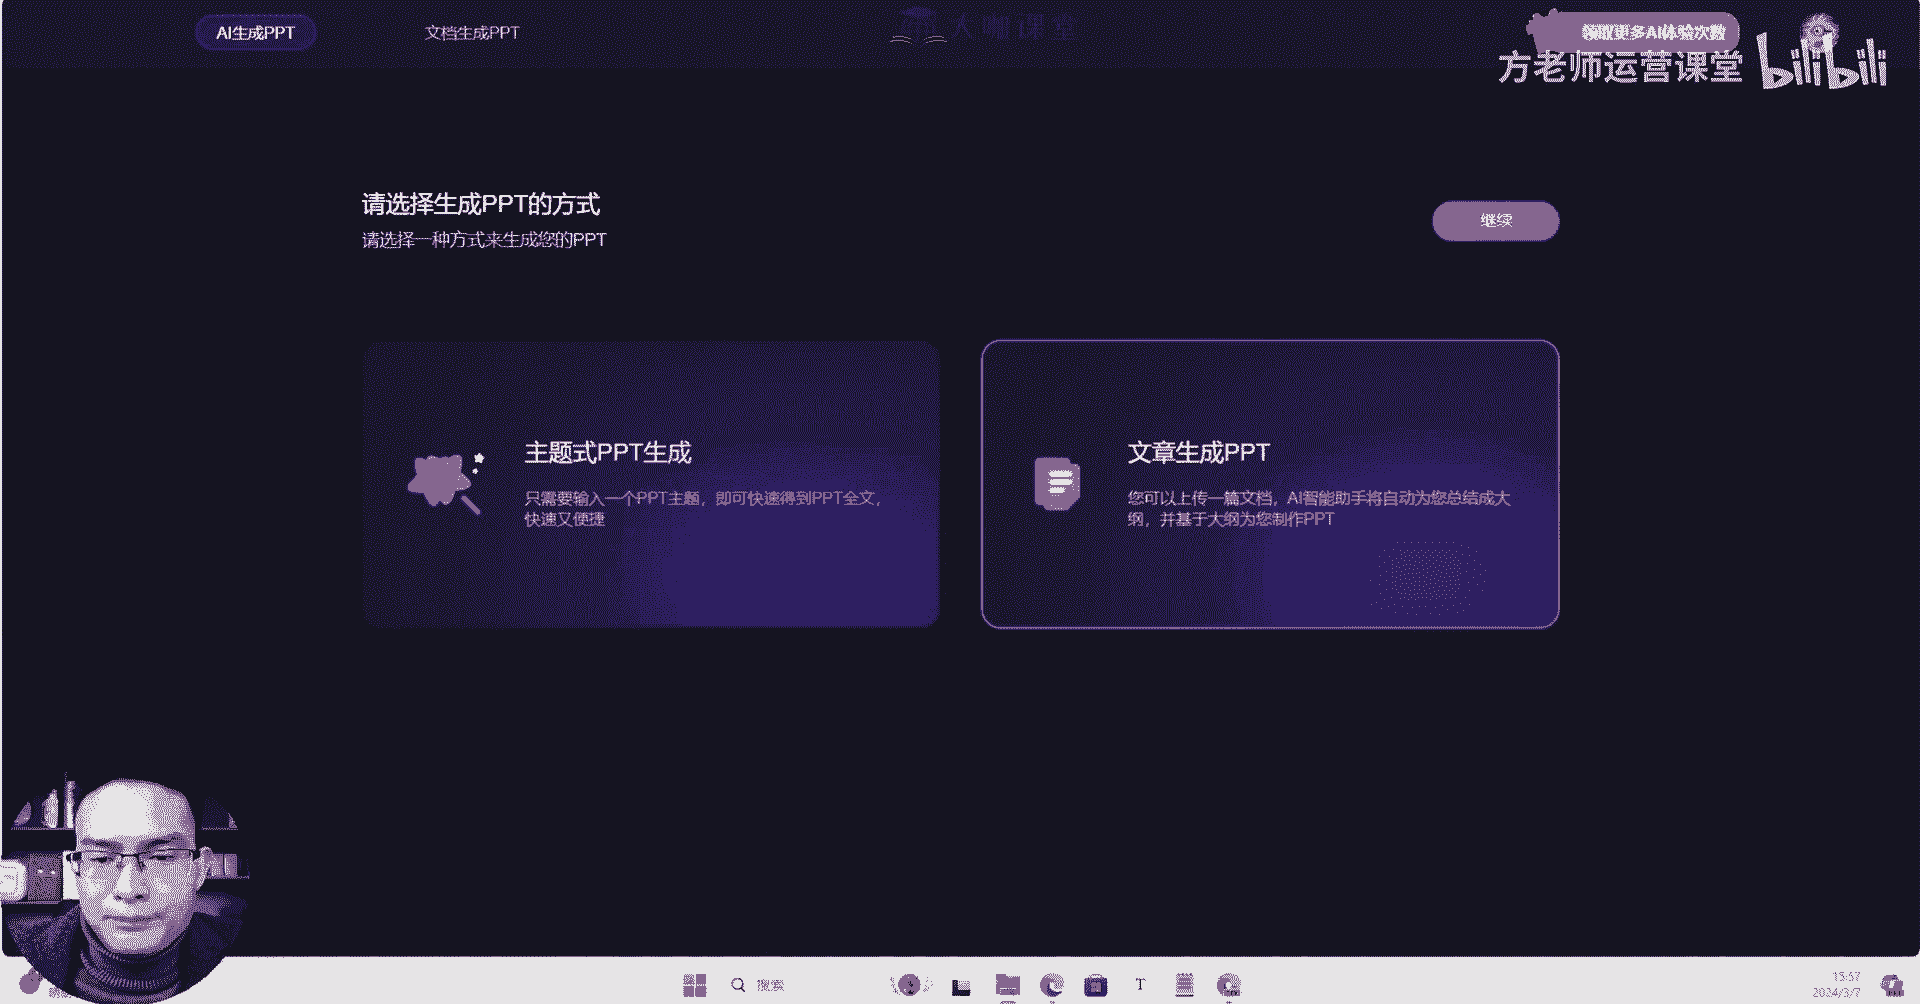 AI生成PPT
文档生成PPT
大咖课堂
领取更多AI体验次数
方老师运营课堂
bilibili
请选择生成PPT的方式
请选择一种方式来生成您的PPT
继续
主题式PPT生成
只需要输入一个PPT主题，即可快速得到PPT全文，
快速又便捷
文章生成PPT
您可以上传一篇文档，AI智能助手将自动为您总结成大
纲，并基于大纲为您制作PPT
搜索
T
15:57
2024/3/7